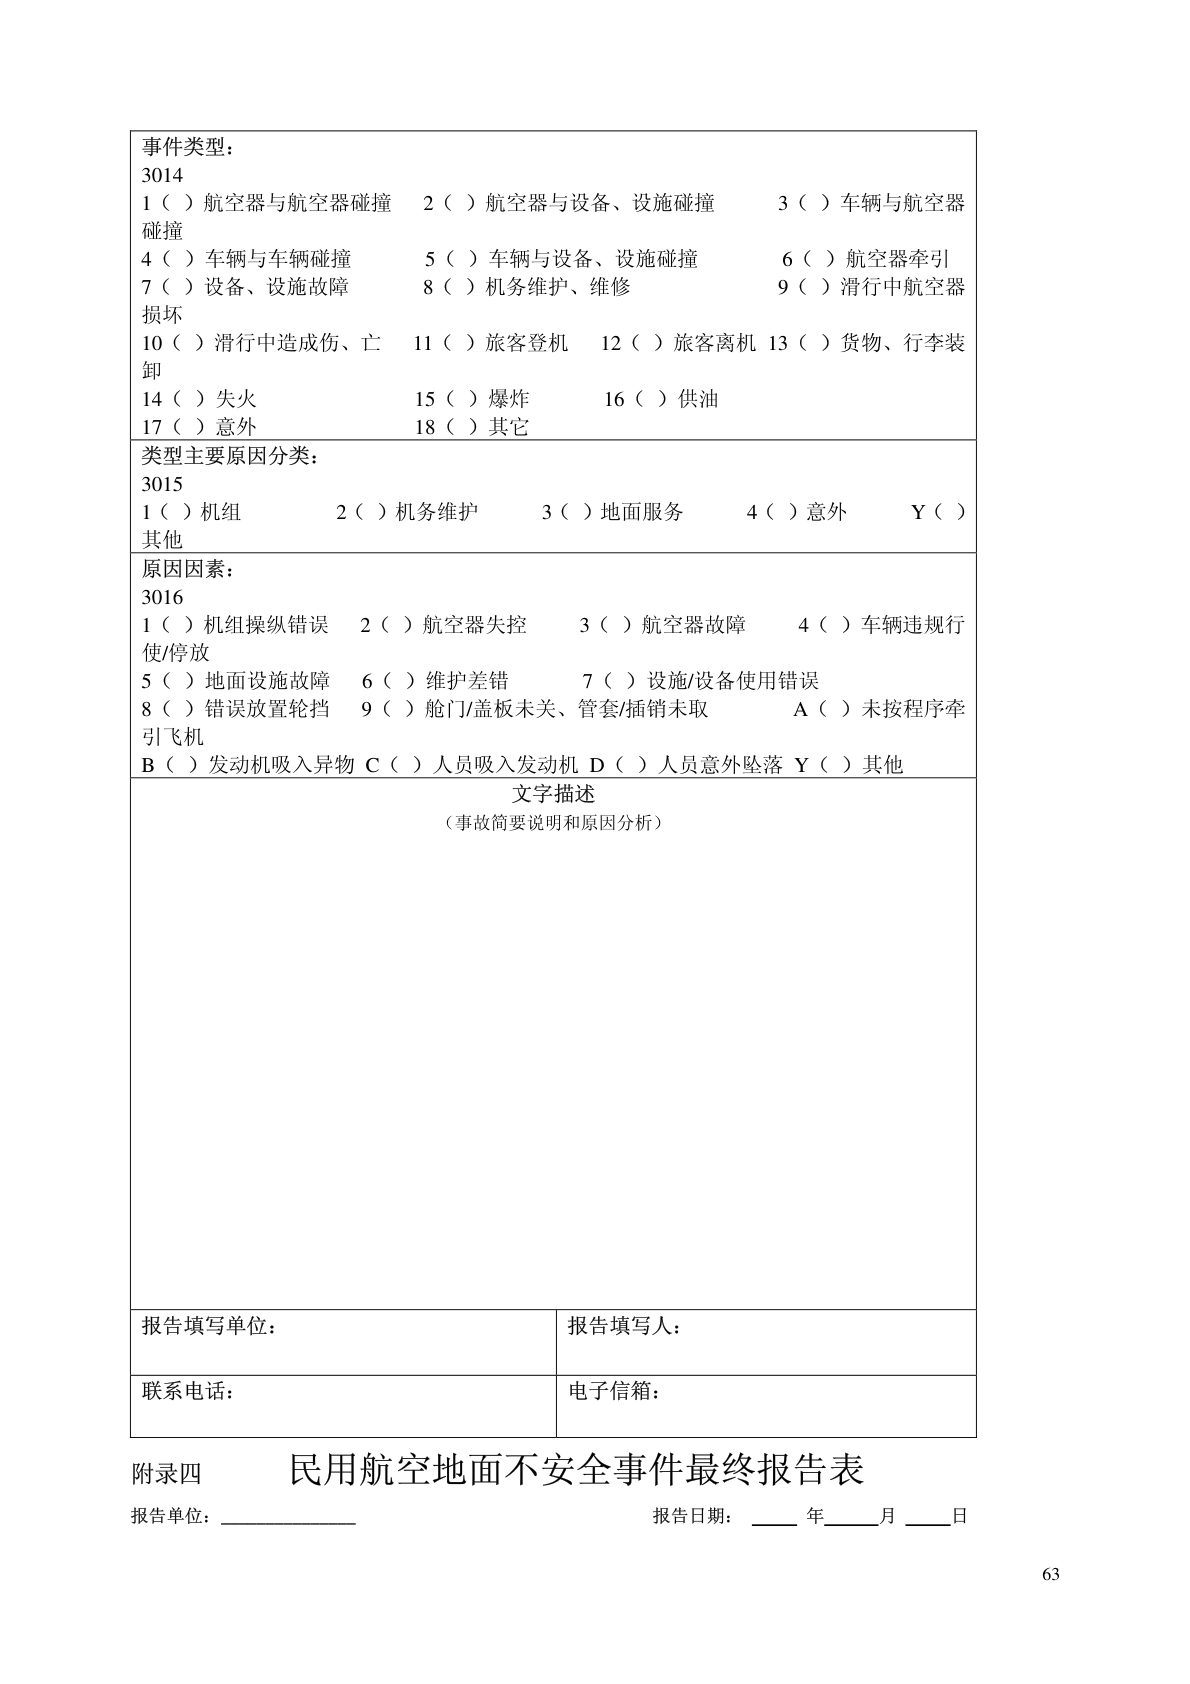 事件类型：
3014
1（ ）航空器与航空器碰撞 2（ ）航空器与设备、设施碰撞 3（ ）车辆与航空器
碰撞
4（ ）车辆与车辆碰撞 5（ ）车辆与设备、设施碰撞 6（ ）航空器牵引
7（ ）设备、设施故障 8（ ）机务维护、维修 9（ ）滑行中航空器
损坏
10（ ）滑行中造成伤、亡 11（ ）旅客登机 12（ ）旅客离机 13（ ）货物、行李装
卸
14（ ）失火 15（ ）爆炸 16（ ）供油
17（ ）意外 18（ ）其它
类型主要原因分类：
3015
1（ ）机组 2（ ）机务维护 3（ ）地面服务 4（ ）意外 Y（ ）
其他
原因因素：
3016
1（ ）机组操纵错误 2（ ）航空器失控 3（ ）航空器故障 4（ ）车辆违规行
使/停放
5（ ）地面设施故障 6（ ）维护差错 7（ ）设施/设备使用错误
8（ ）错误放置轮挡 9（ ）舱门/盖板未关、管套/插销未取 A（ ）未按程序牵
引飞机
B（ ）发动机吸入异物 C（ ）人员吸入发动机 D（ ）人员意外坠落 Y（ ）其他
文字描述
（事故简要说明和原因分析）
报告填写单位： 报告填写人：
联系电话： 电子信箱：
附录四 民用航空地面不安全事件最终报告表
报告单位：_______________ 报告日期： _____ 年______月 _____日
63